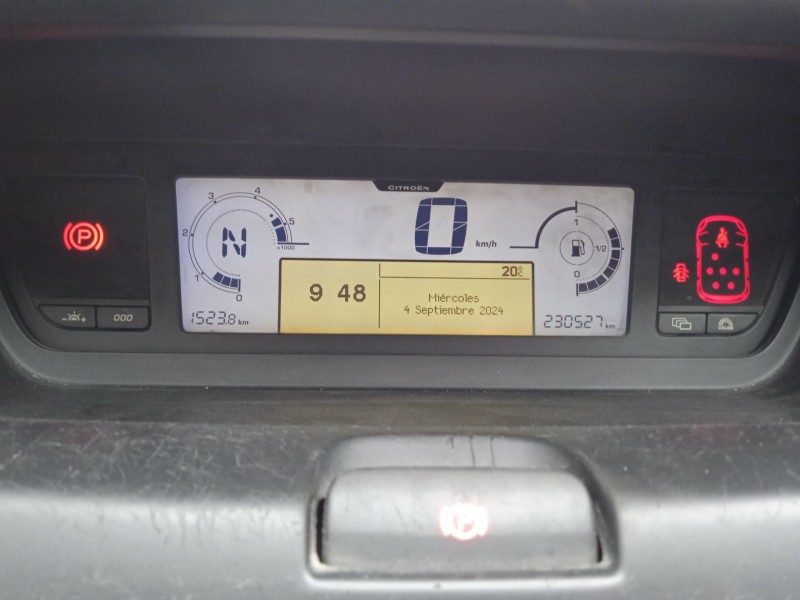 CITROËN
4
3
5
2
x1000
1
0
N
0
km/h
1
1/2
0
20°C
9 48
Miércoles
4 Septiembre 2024
1523.8 km
230527 km
P
000
P